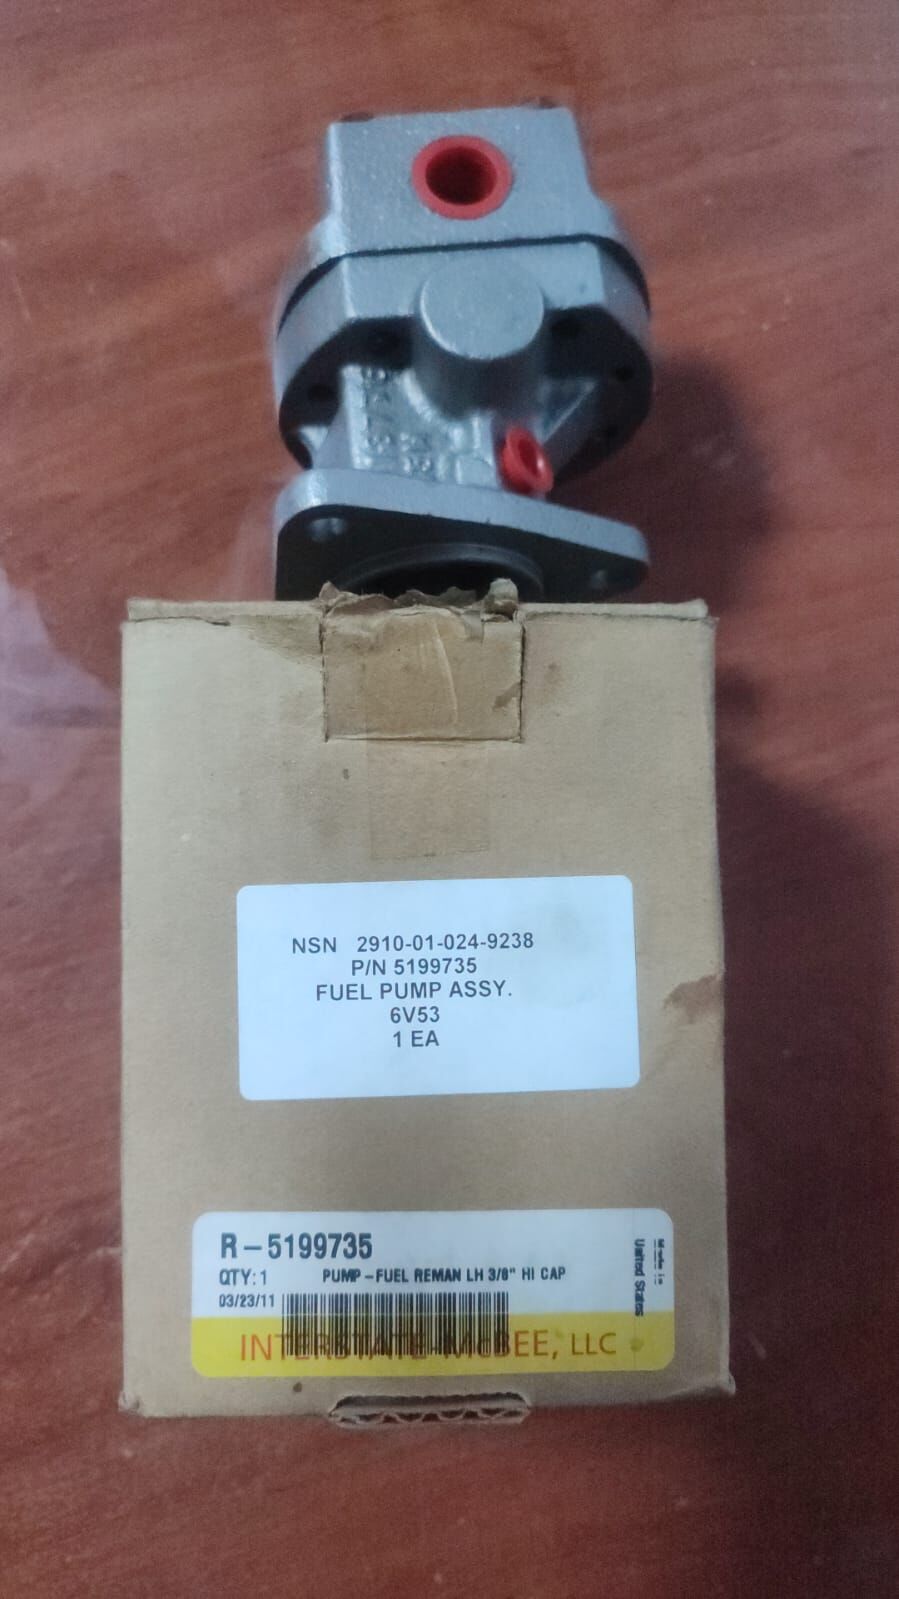 NSN 2910-01-024-9238
P/N 5199735
FUEL PUMP ASSY.
6V53
1 EA
R-5199735
QTY: 1 PUMP-FUEL REMAN LH 3/8" HI CAP
03/23/11
Made in
United States
INTERSTATE-McBEE, LLC